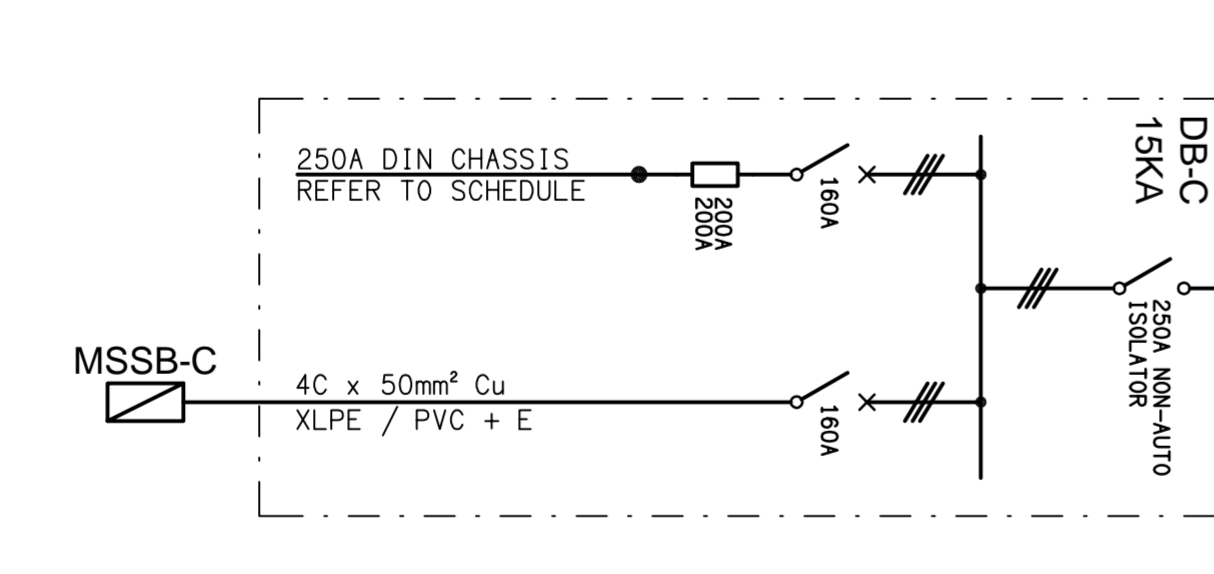 250A DIN CHASSIS
REFER TO SCHEDULE
200A
200A
160A
DB-C
15KA
250A NON-AUTO
ISOLATOR
MSSB-C
4C x 50mm² Cu
XLPE / PVC + E
160A